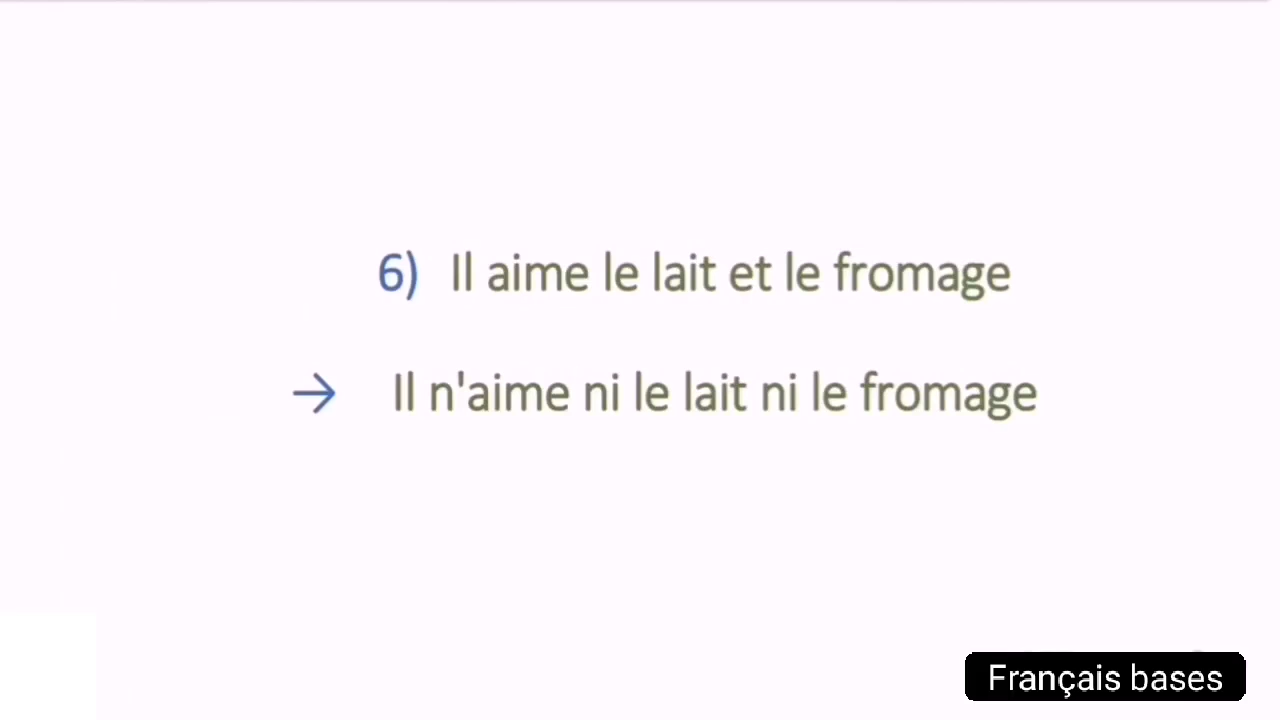 6) Il aime le lait et le fromage
→ Il n'aime ni le lait ni le fromage
Français bases